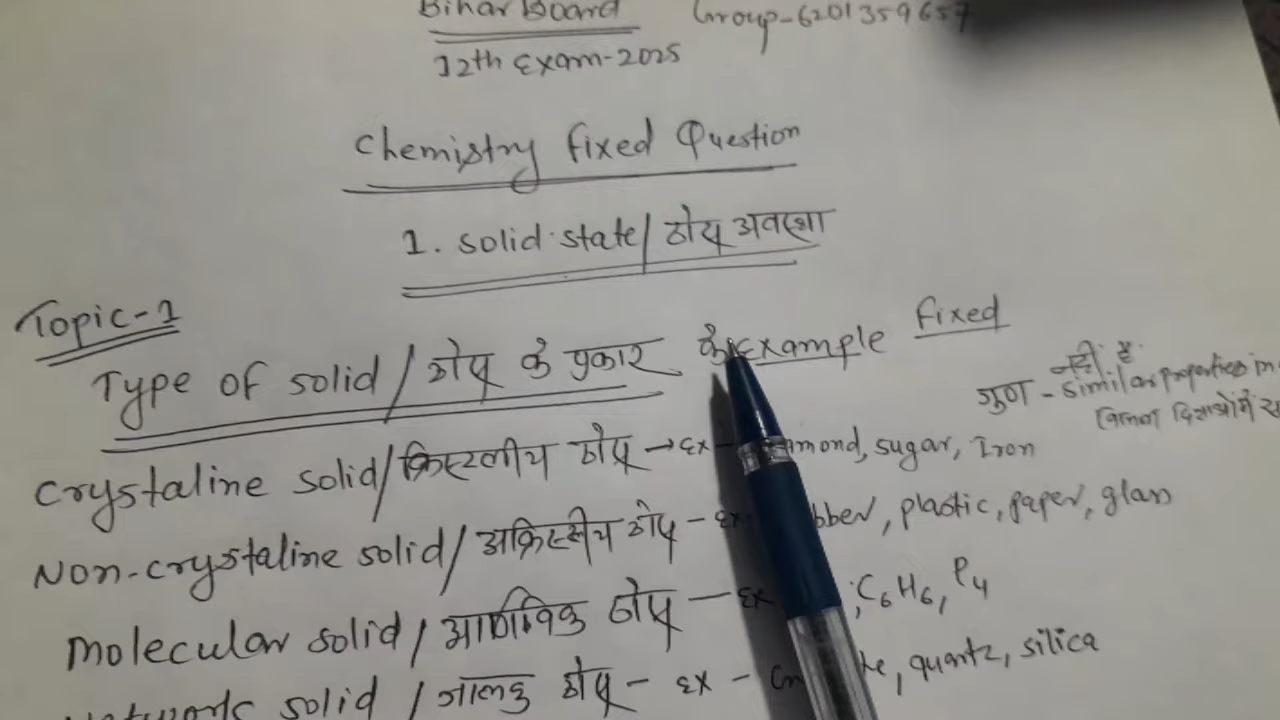 Bihar Board Group-6201359657
12th Exam-2025
Chemistry Fixed Question
1. Solid state/ठोस अवस्था
Topic-1
Type of solid/ठोस के प्रकार के example Fixed
नहीं है
गुण - similar properties in
दिशाओं में
Crystaline solid/क्रिस्टलीय ठोस → Ex- mond, sugar, Iron
Non-crystaline solid/अक्रिस्टलीय ठोस - Ex- bber, plastic, paper, glass
Molecular solid/आण्विक ठोस - Ex ; C6H6, P4
solid / जालक ठोस - Ex - quartz, silica